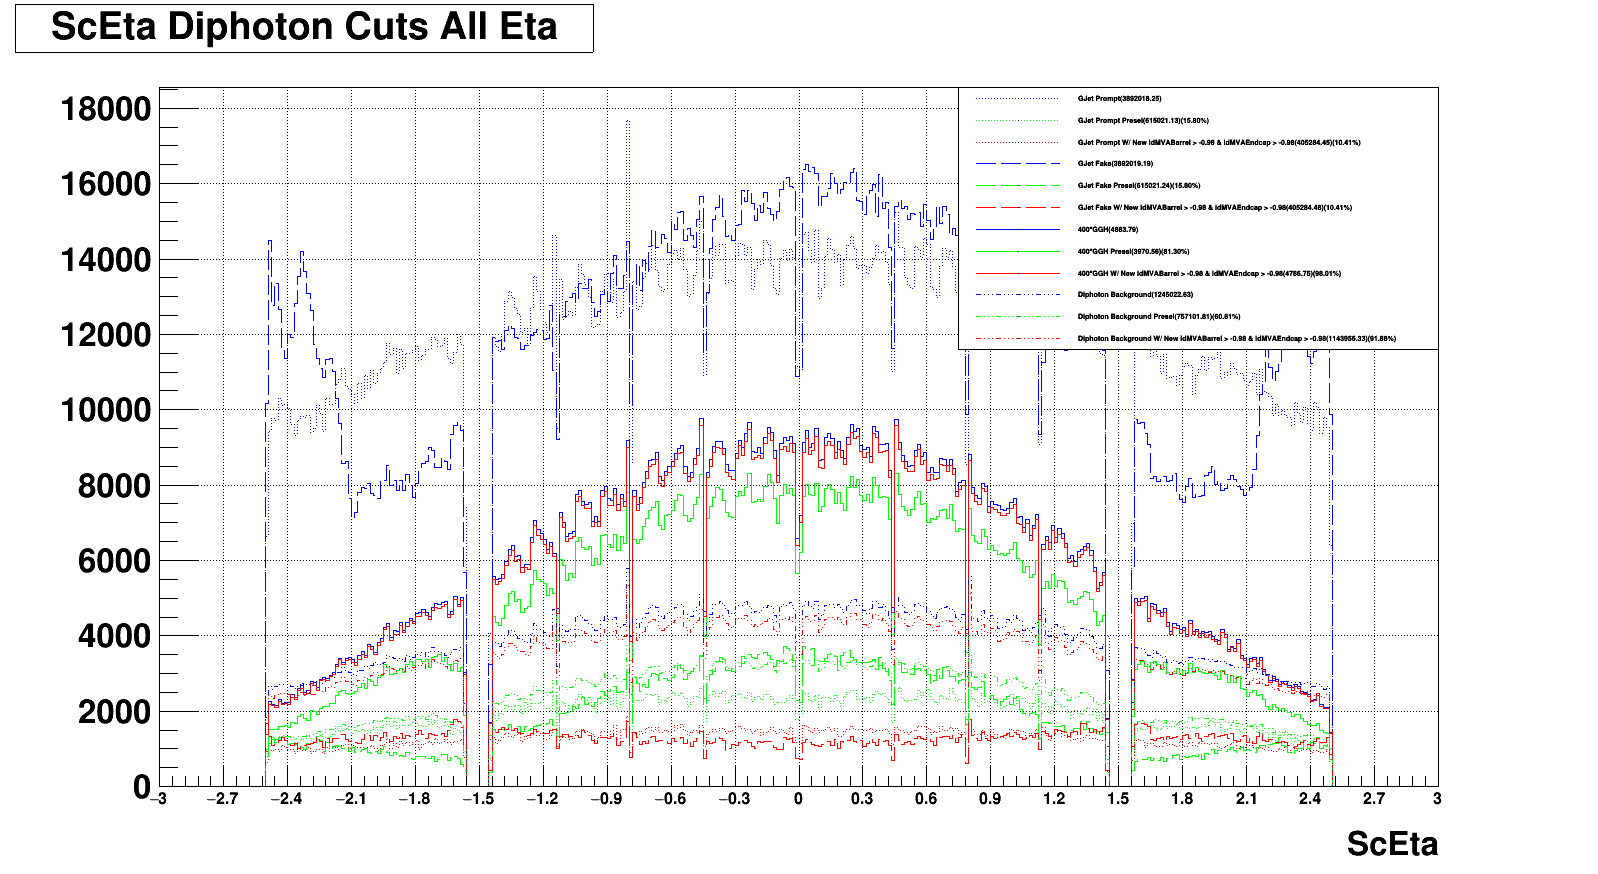 ScEta Diphoton Cuts All Eta
GJet Prompt(3892018.25)
GJet Prompt Presel(615021.13)(15.80%)
GJet Prompt W/ New IdMVABarrel > -0.98 & IdMVAEndcap > -0.98(405284.45)(10.41%)
GJet Fake(3892019.19)
GJet Fake Presel(615021.24)(15.80%)
GJet Fake W/ New IdMVABarrel > -0.98 & IdMVAEndcap > -0.98(405284.48)(10.41%)
400*GGH(4883.79)
400*GGH Presel(3970.56)(81.30%)
400*GGH W/ New IdMVABarrel > -0.98 & IdMVAEndcap > -0.98(4786.75)(98.01%)
Diphoton Background(1245022.63)
Diphoton Background Presel(757101.81)(60.81%)
Diphoton Background W/ New IdMVABarrel > -0.98 & IdMVAEndcap > -0.98(1143956.33)(91.88%)
18000
16000
14000
12000
10000
8000
6000
4000
2000
0
−3 −2.7 −2.4 −2.1 −1.8 −1.5 −1.2 −0.9 −0.6 −0.3 0 0.3 0.6 0.9 1.2 1.5 1.8 2.1 2.4 2.7 3
ScEta